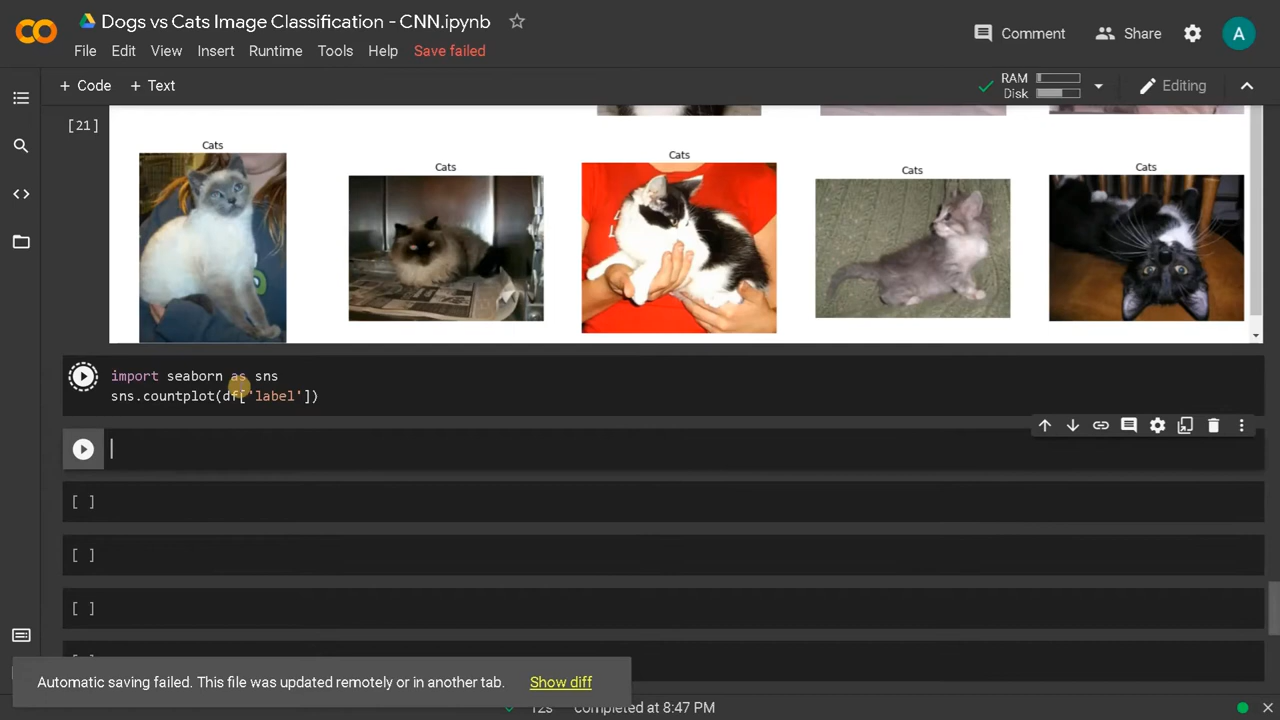 Dogs vs Cats Image Classification - CNN.ipynb
File Edit View Insert Runtime Tools Help Save failed
Comment Share A
+ Code + Text
RAM
Disk
Editing
[21]
Cats Cats Cats Cats Cats
import seaborn as sns
sns.countplot(df['label'])
[ ]
[ ]
[ ]
Automatic saving failed. This file was updated remotely or in another tab. Show diff
12s completed at 8:47 PM